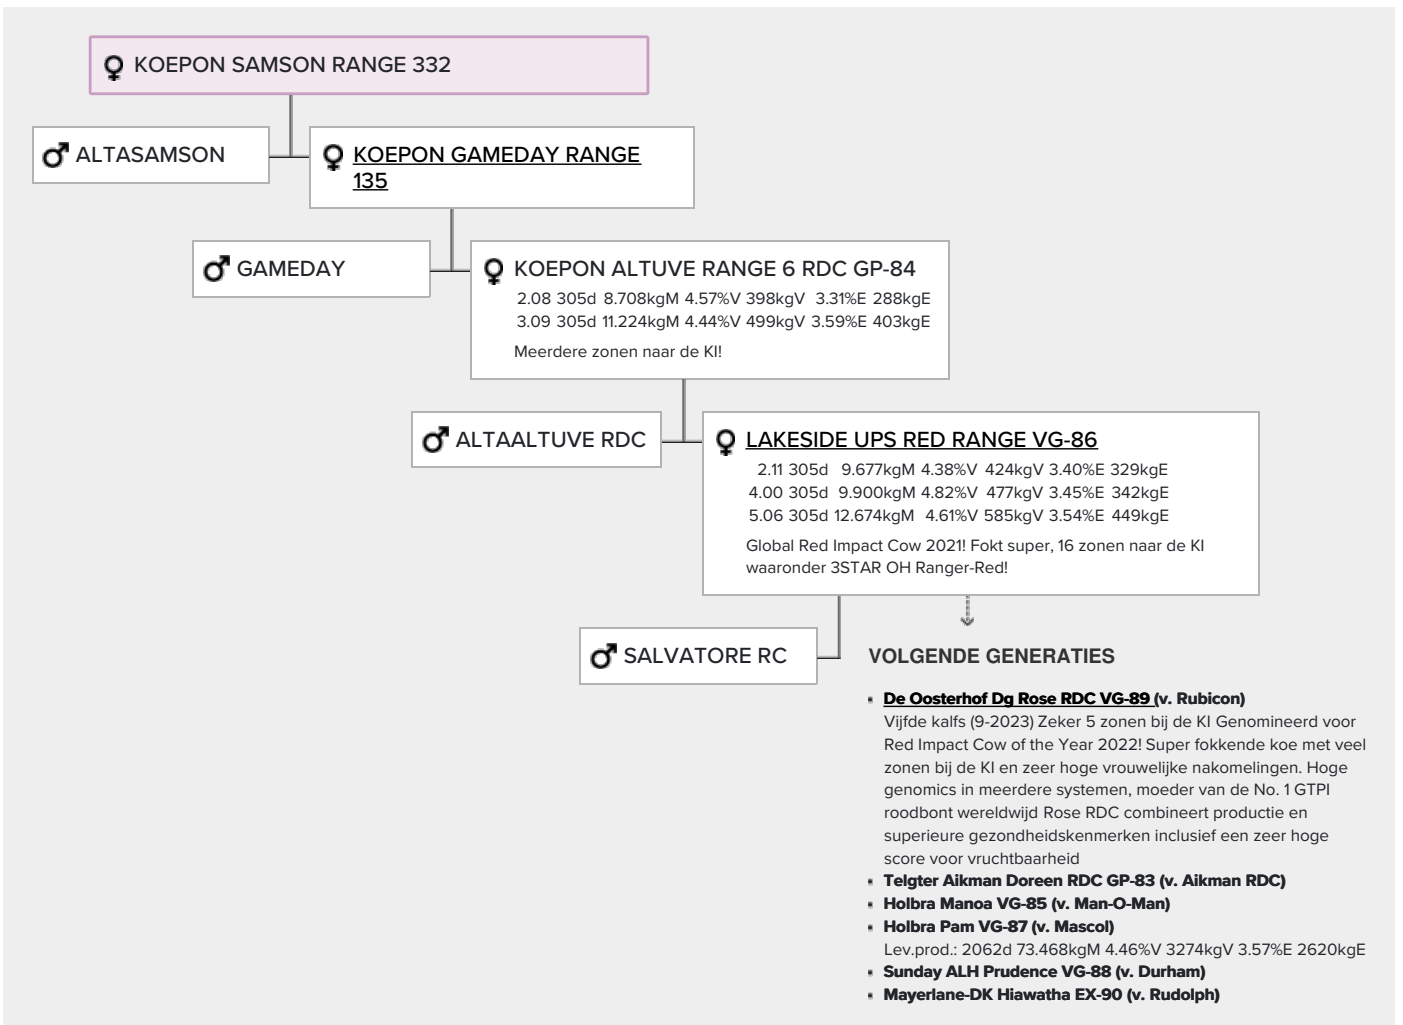 KOEPON SAMSON RANGE 332
ALTASAMSON
KOEPON GAMEDAY RANGE
135
GAMEDAY
KOEPON ALTUVE RANGE 6 RDC GP-84
2.08 305d 8.708kgM 4.57%V 398kgV 3.31%E 288kgE
3.09 305d 11.224kgM 4.44%V 499kgV 3.59%E 403kgE
Meerdere zonen naar de KI!
ALTAALTUVE RDC
LAKESIDE UPS RED RANGE VG-86
2.11 305d 9.677kgM 4.38%V 424kgV 3.40%E 329kgE
4.00 305d 9.900kgM 4.82%V 477kgV 3.45%E 342kgE
5.06 305d 12.674kgM 4.61%V 585kgV 3.54%E 449kgE
Global Red Impact Cow 2021! Fokt super, 16 zonen naar de KI
waaronder 3STAR OH Ranger-Red!
SALVATORE RC
VOLGENDE GENERATIES
De Oosterhof Dg Rose RDC VG-89 (v. Rubicon)
Vijfde kalfs (9-2023) Zeker 5 zonen bij de KI Genomineerd voor
Red Impact Cow of the Year 2022! Super fokkende koe met veel
zonen bij de KI en zeer hoge vrouwelijke nakomelingen. Hoge
genomics in meerdere systemen, moeder van de No. 1 GTPI
roodbont wereldwijd Rose RDC combineert productie en
superieure gezondheidskenmerken inclusief een zeer hoge
score voor vruchtbaarheid
Telgter Aikman Doreen RDC GP-83 (v. Aikman RDC)
Holbra Manoa VG-85 (v. Man-O-Man)
Holbra Pam VG-87 (v. Mascol)
Lev.prod.: 2062d 73.468kgM 4.46%V 3274kgV 3.57%E 2620kgE
Sunday ALH Prudence VG-88 (v. Durham)
Mayerlane-DK Hiawatha EX-90 (v. Rudolph)